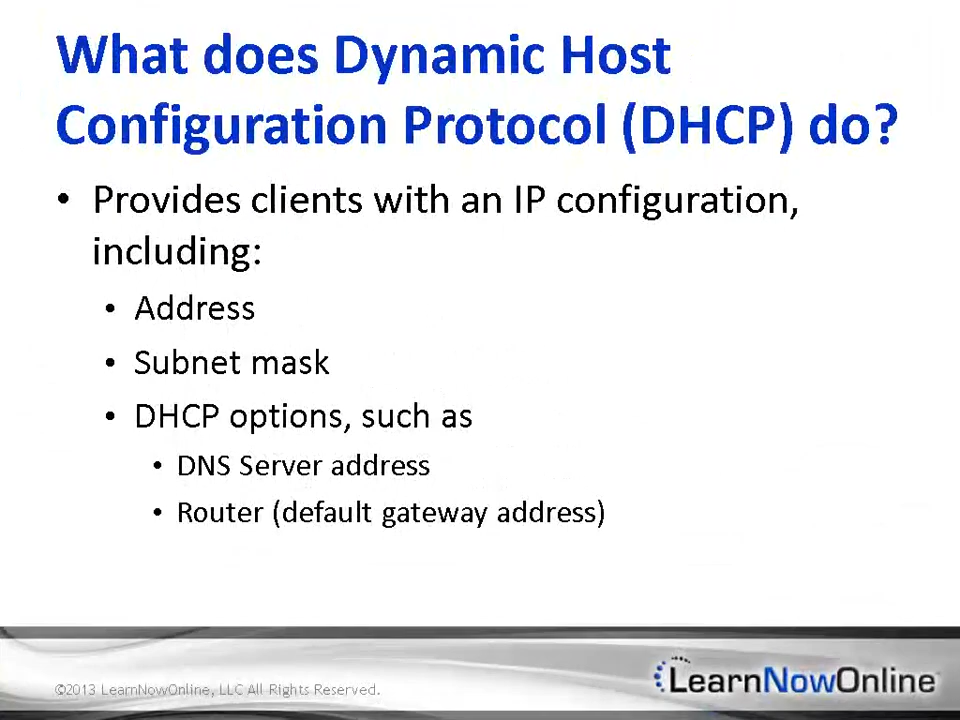 What does Dynamic Host
Configuration Protocol (DHCP) do?
• Provides clients with an IP configuration,
including:
• Address
• Subnet mask
• DHCP options, such as
• DNS Server address
• Router (default gateway address)
©2013 LearnNowOnline, LLC All Rights Reserved.
LearnNowOnline